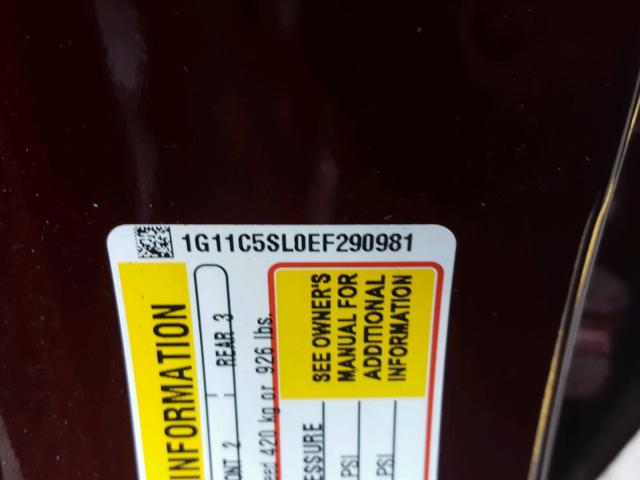 1G11C5SL0EF290981
INFORMATION
REAR 3
ONT 2
eed 420 kg or 926 lbs.
SEE OWNER'S
MANUAL FOR
ADDITIONAL
INFORMATION
ESSURE
PSI
PSI